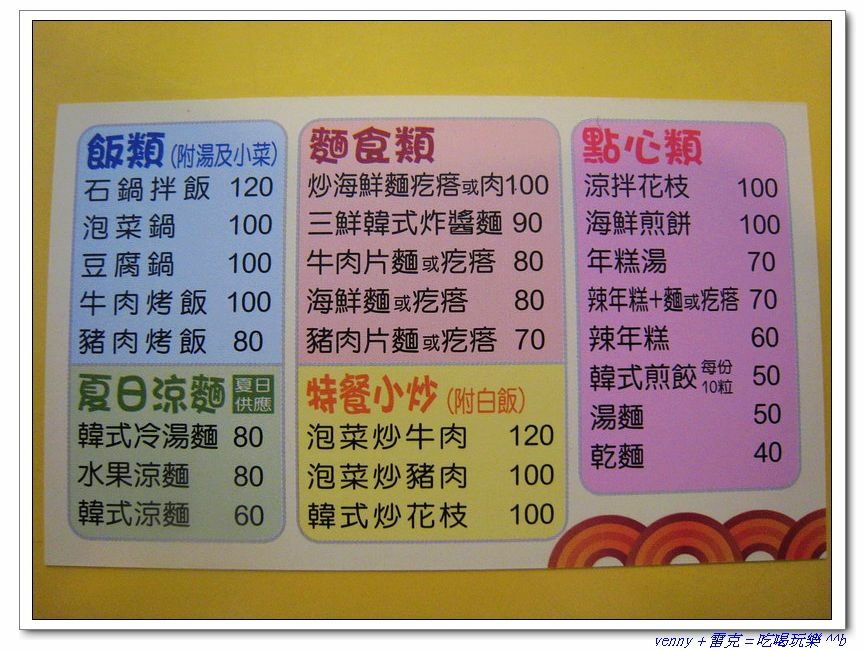 飯類(附湯及小菜)
石鍋拌飯 120
泡菜鍋 100
豆腐鍋 100
牛肉烤飯 100
豬肉烤飯 80
夏日涼麵 夏日供應
韓式冷湯麵 80
水果涼麵 80
韓式涼麵 60
麵食類
炒海鮮麵疙瘩或肉100
三鮮韓式炸醬麵 90
牛肉片麵或疙瘩 80
海鮮麵或疙瘩 80
豬肉片麵或疙瘩 70
特餐小炒(附白飯)
泡菜炒牛肉 120
泡菜炒豬肉 100
韓式炒花枝 100
點心類
涼拌花枝 100
海鮮煎餅 100
年糕湯 70
辣年糕+麵或疙瘩 70
辣年糕 60
韓式煎餃 每份10粒 50
湯麵 50
乾麵 40
venny + 雷克 = 吃喝玩樂 ^^b